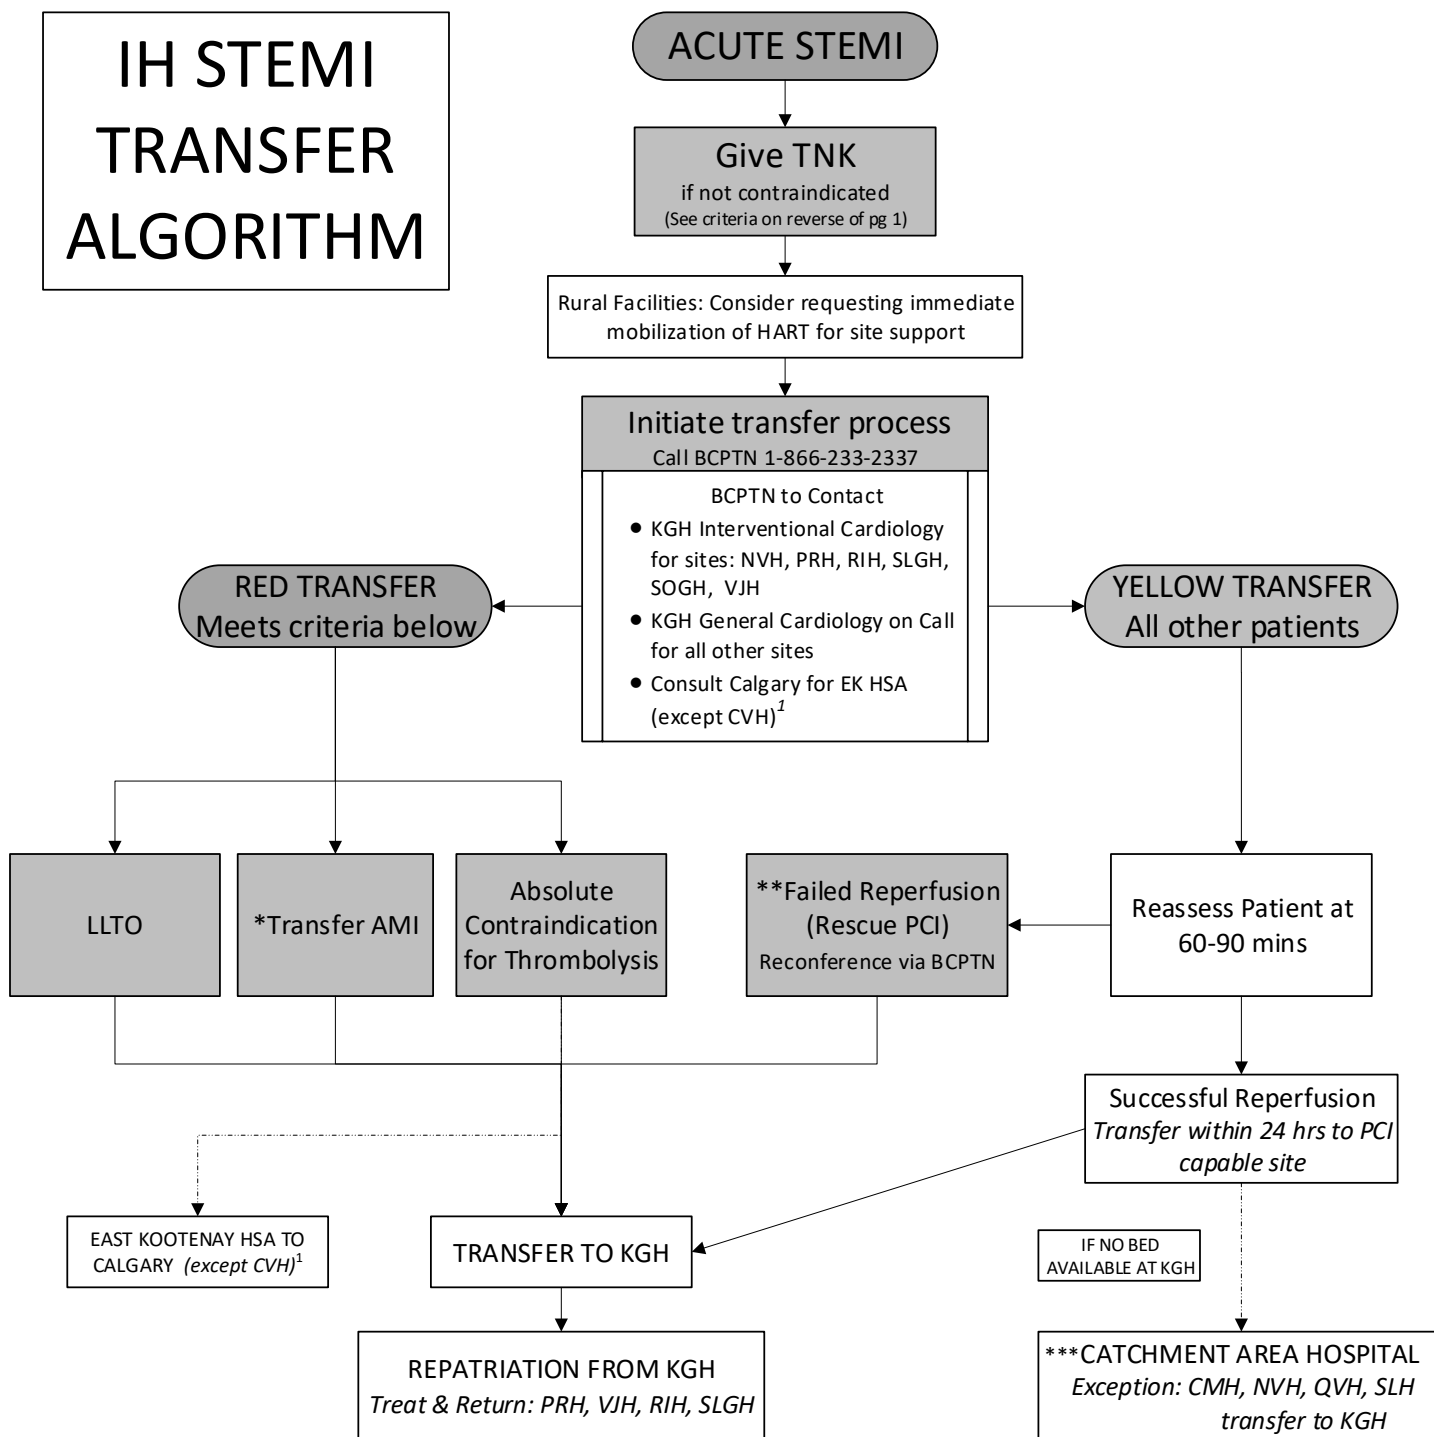 IH STEMI
TRANSFER
ALGORITHM
ACUTE STEMI
Give TNK
if not contraindicated
(See criteria on reverse of pg 1)
Rural Facilities: Consider requesting immediate
mobilization of HART for site support
Initiate transfer process
Call BCPTN 1-866-233-2337
BCPTN to Contact
● KGH Interventional Cardiology
for sites: NVH, PRH, RIH, SLGH,
SOGH, VJH
● KGH General Cardiology on Call
for all other sites
● Consult Calgary for EK HSA
(except CVH)1
RED TRANSFER
Meets criteria below
YELLOW TRANSFER
All other patients
LLTO
*Transfer AMI
Absolute
Contraindication
for Thrombolysis
**Failed Reperfusion
(Rescue PCI)
Reconference via BCPTN
Reassess Patient at
60-90 mins
Successful Reperfusion
Transfer within 24 hrs to PCI
capable site
EAST KOOTENAY HSA TO
CALGARY (except CVH)1
TRANSFER TO KGH
IF NO BED
AVAILABLE AT KGH
REPATRIATION FROM KGH
Treat & Return: PRH, VJH, RIH, SLGH
***CATCHMENT AREA HOSPITAL
Exception: CMH, NVH, QVH, SLH
transfer to KGH